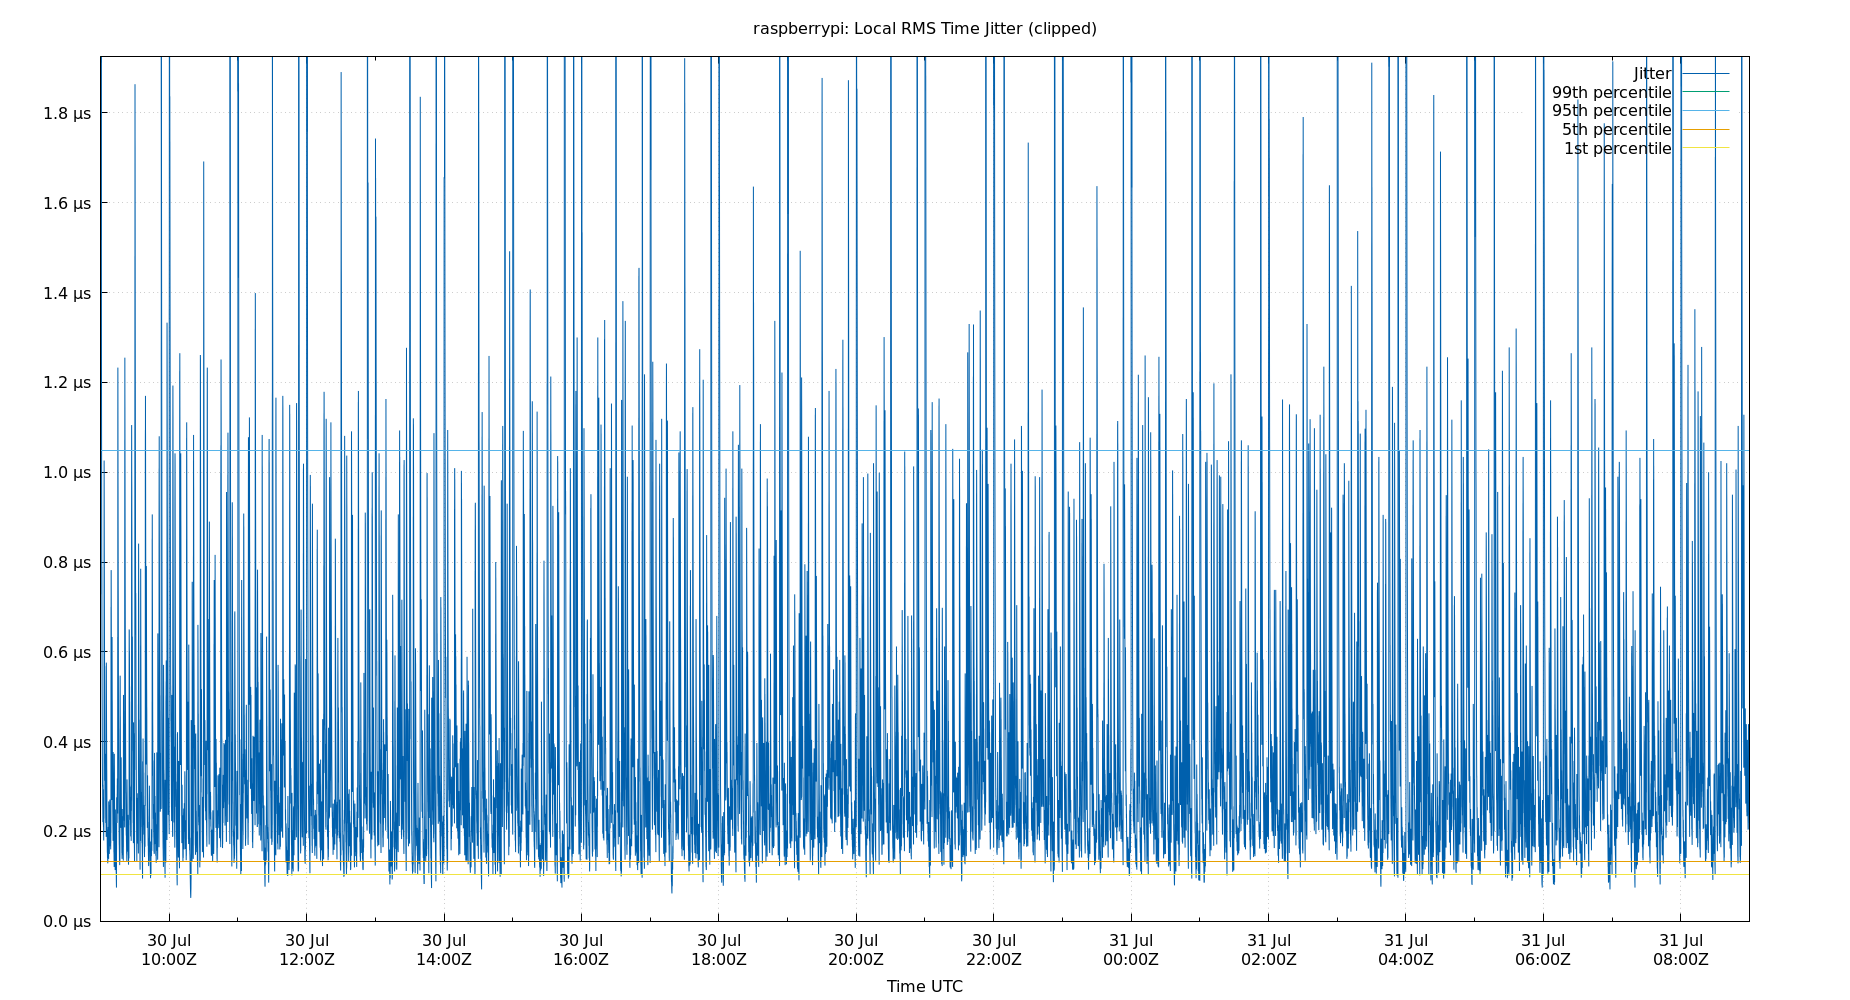 raspberrypi: Local RMS Time Jitter (clipped)
Jitter
99th percentile
95th percentile
5th percentile
1st percentile
1.8 µs
1.6 µs
1.4 µs
1.2 µs
1.0 µs
0.8 µs
0.6 µs
0.4 µs
0.2 µs
0.0 µs
30 Jul 30 Jul 30 Jul 30 Jul 30 Jul 30 Jul 30 Jul 31 Jul 31 Jul 31 Jul 31 Jul 31 Jul
10:00Z 12:00Z 14:00Z 16:00Z 18:00Z 20:00Z 22:00Z 00:00Z 02:00Z 04:00Z 06:00Z 08:00Z
Time UTC